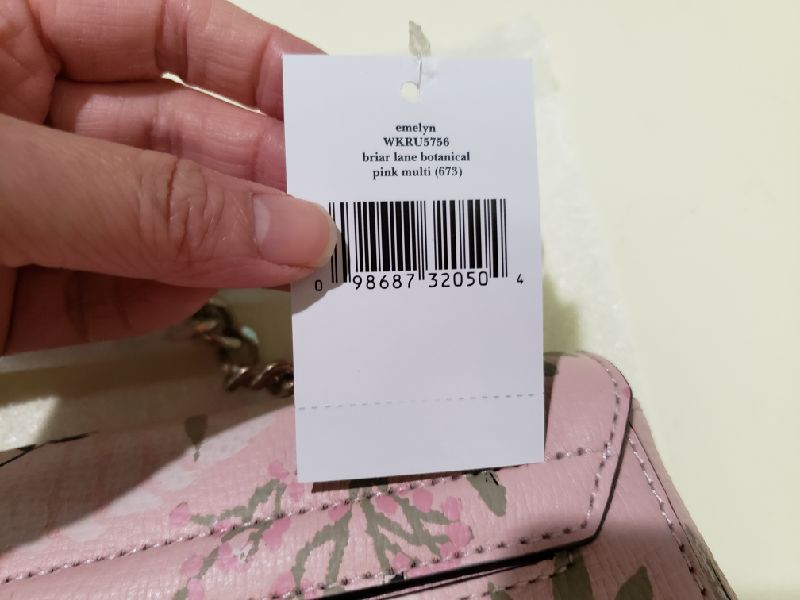 emelyn
WKRU5756
briar lane botanical
pink multi (673)
0 98687 32050 4